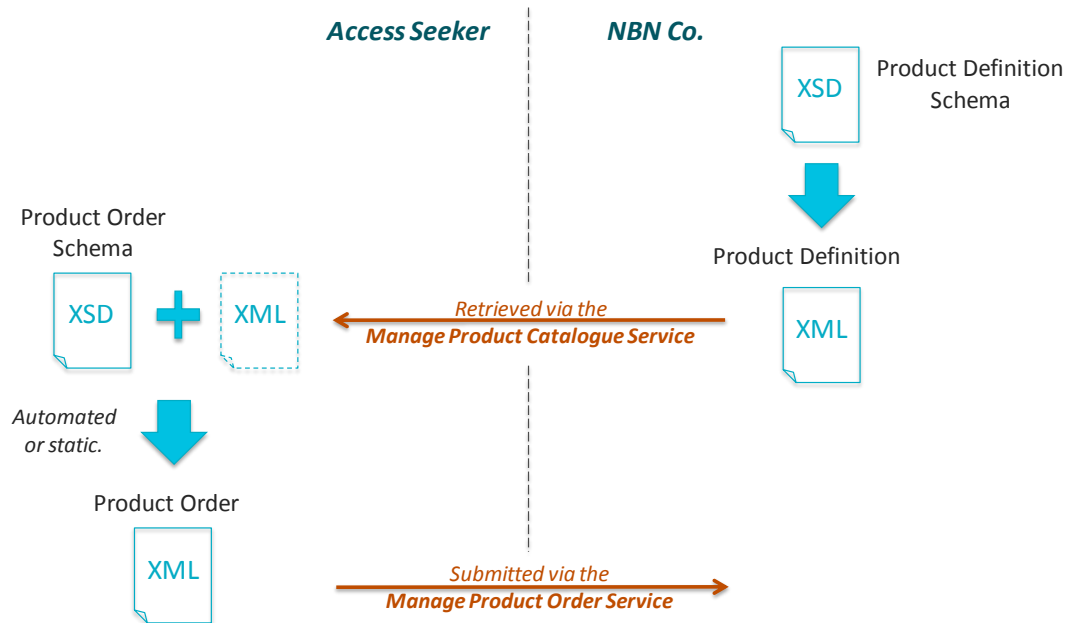 Access Seeker
NBN Co.
XSD
Product Definition
Schema
Product Order
Schema
Product Definition
XSD
XML
Retrieved via the
Manage Product Catalogue Service
XML
Automated
or static.
Product Order
XML
Submitted via the
Manage Product Order Service